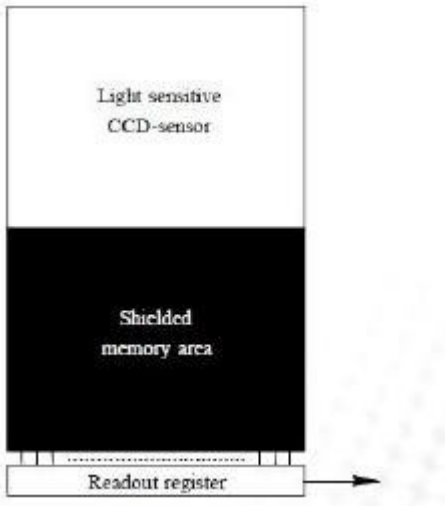 Light sensitive
CCD-sensor
Shielded
memory area
Readout register